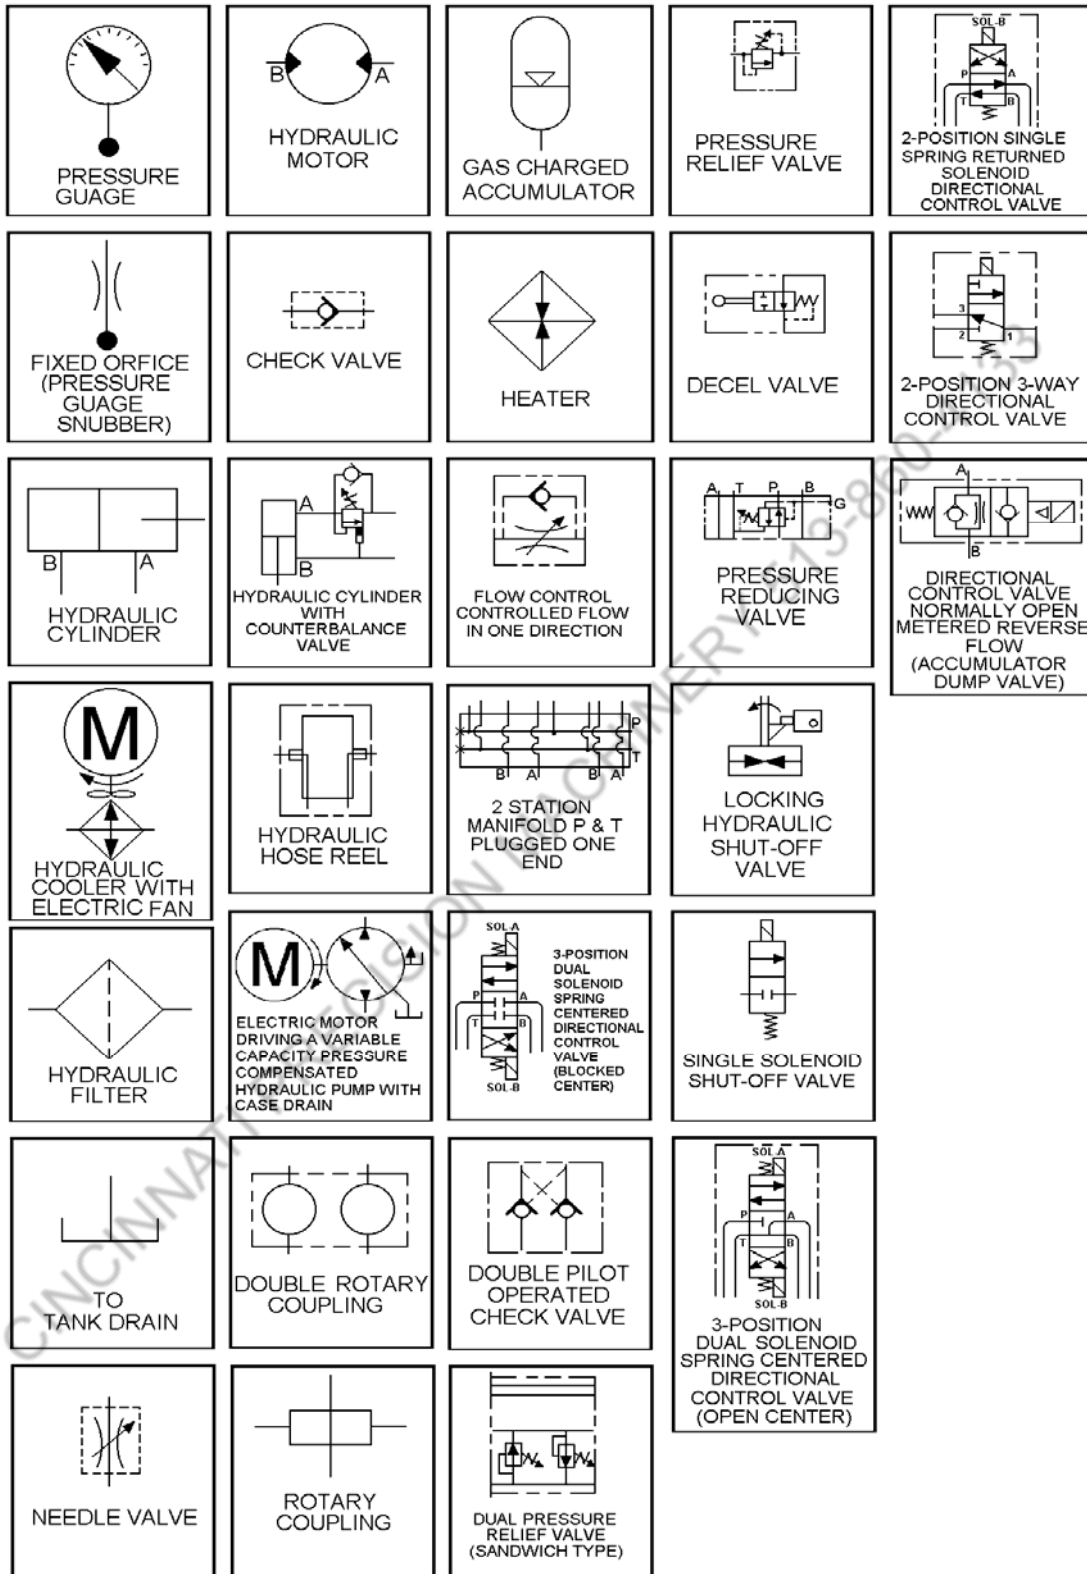 PRESSURE
GUAGE
B A
HYDRAULIC
MOTOR
GAS CHARGED
ACCUMULATOR
PRESSURE
RELIEF VALVE
SOL-B
P A
T B
2-POSITION SINGLE
SPRING RETURNED
SOLENOID
DIRECTIONAL
CONTROL VALVE
FIXED ORFICE
(PRESSURE
GUAGE
SNUBBER)
CHECK VALVE
HEATER
DECEL VALVE
3
2 1
2-POSITION 3-WAY
DIRECTIONAL
CONTROL VALVE
B A
HYDRAULIC
CYLINDER
A
B
HYDRAULIC CYLINDER
WITH
COUNTERBALANCE
VALVE
FLOW CONTROL
CONTROLLED FLOW
IN ONE DIRECTION
A T P B
G
PRESSURE
REDUCING
VALVE
A
B
DIRECTIONAL
CONTROL VALVE
NORMALLY OPEN
METERED REVERSE
FLOW
(ACCUMULATOR
DUMP VALVE)
M
HYDRAULIC
COOLER WITH
ELECTRIC FAN
HYDRAULIC
HOSE REEL
P
T
B A B A
2 STATION
MANIFOLD P & T
PLUGGED ONE
END
LOCKING
HYDRAULIC
SHUT-OFF
VALVE
HYDRAULIC
FILTER
M
ELECTRIC MOTOR
DRIVING A VARIABLE
CAPACITY PRESSURE
COMPENSATED
HYDRAULIC PUMP WITH
CASE DRAIN
SOL-A
P A
T B
SOL-B
3-POSITION
DUAL
SOLENOID
SPRING
CENTERED
DIRECTIONAL
CONTROL
VALVE
(BLOCKED
CENTER)
SINGLE SOLENOID
SHUT-OFF VALVE
TO
TANK DRAIN
DOUBLE ROTARY
COUPLING
DOUBLE PILOT
OPERATED
CHECK VALVE
SOL-A
P A
T B
SOL-B
3-POSITION
DUAL SOLENOID
SPRING CENTERED
DIRECTIONAL
CONTROL VALVE
(OPEN CENTER)
NEEDLE VALVE
ROTARY
COUPLING
DUAL PRESSURE
RELIEF VALVE
(SANDWICH TYPE)
CINCINNATI PRECISION MACHINERY 513-860-4133